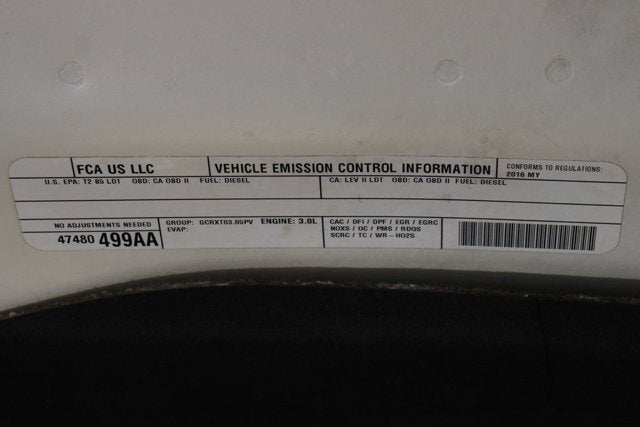 FCA US LLC
VEHICLE EMISSION CONTROL INFORMATION
CONFORMS TO REGULATIONS:
2016 MY
U.S. EPA: T2 B5 LDT OBD: CA OBD II FUEL: DIESEL
CA: LEV II LDT OBD: CA OBD II FUEL: DIESEL
NO ADJUSTMENTS NEEDED
47480 499AA
GROUP: GCRXT03.05PV ENGINE: 3.0L
EVAP:
CAC / DFI / DPF / EGR / EGRC
NOXS / OC / PMS / RDQS
SCRC / TC / WR-HO2S